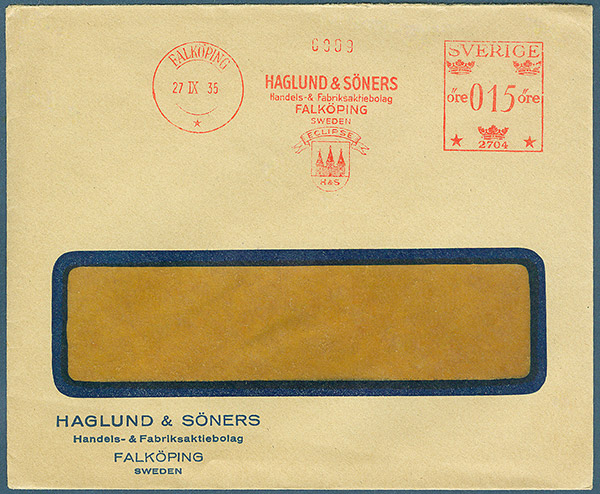 FALKÖPING
27 IX 35
0009
HAGLUND & SÖNERS
Handels- & Fabriksaktiebolag
FALKÖPING
SWEDEN
ECLIPSE
H&S
SVERIGE
öre 015 öre
2704
HAGLUND & SÖNERS
Handels- & Fabriksaktiebolag
FALKÖPING
SWEDEN